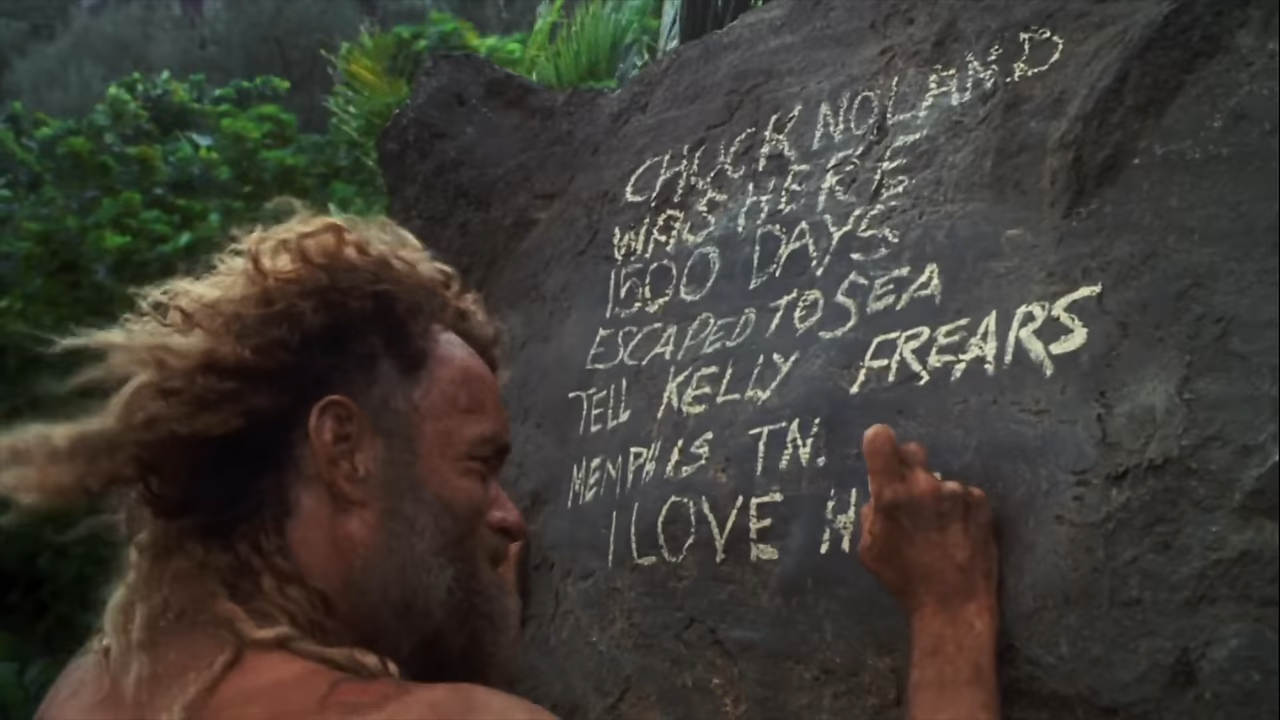 CHUCK NOLAND
WAS HERE
1500 DAYS
ESCAPED TO SEA
TELL KELLY FREARS
MEMPHIS TN.
I LOVE H